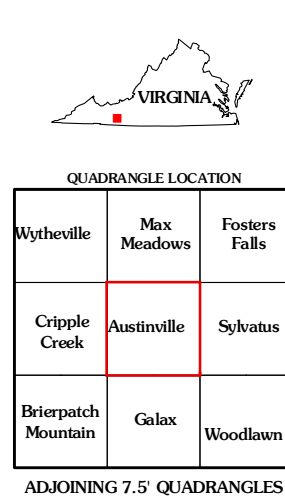 VIRGINIA
QUADRANGLE LOCATION
Wytheville
Max
Meadows
Fosters
Falls
Cripple
Creek
Austinville
Sylvatus
Brierpatch
Mountain
Galax
Woodlawn
ADJOINING 7.5' QUADRANGLES